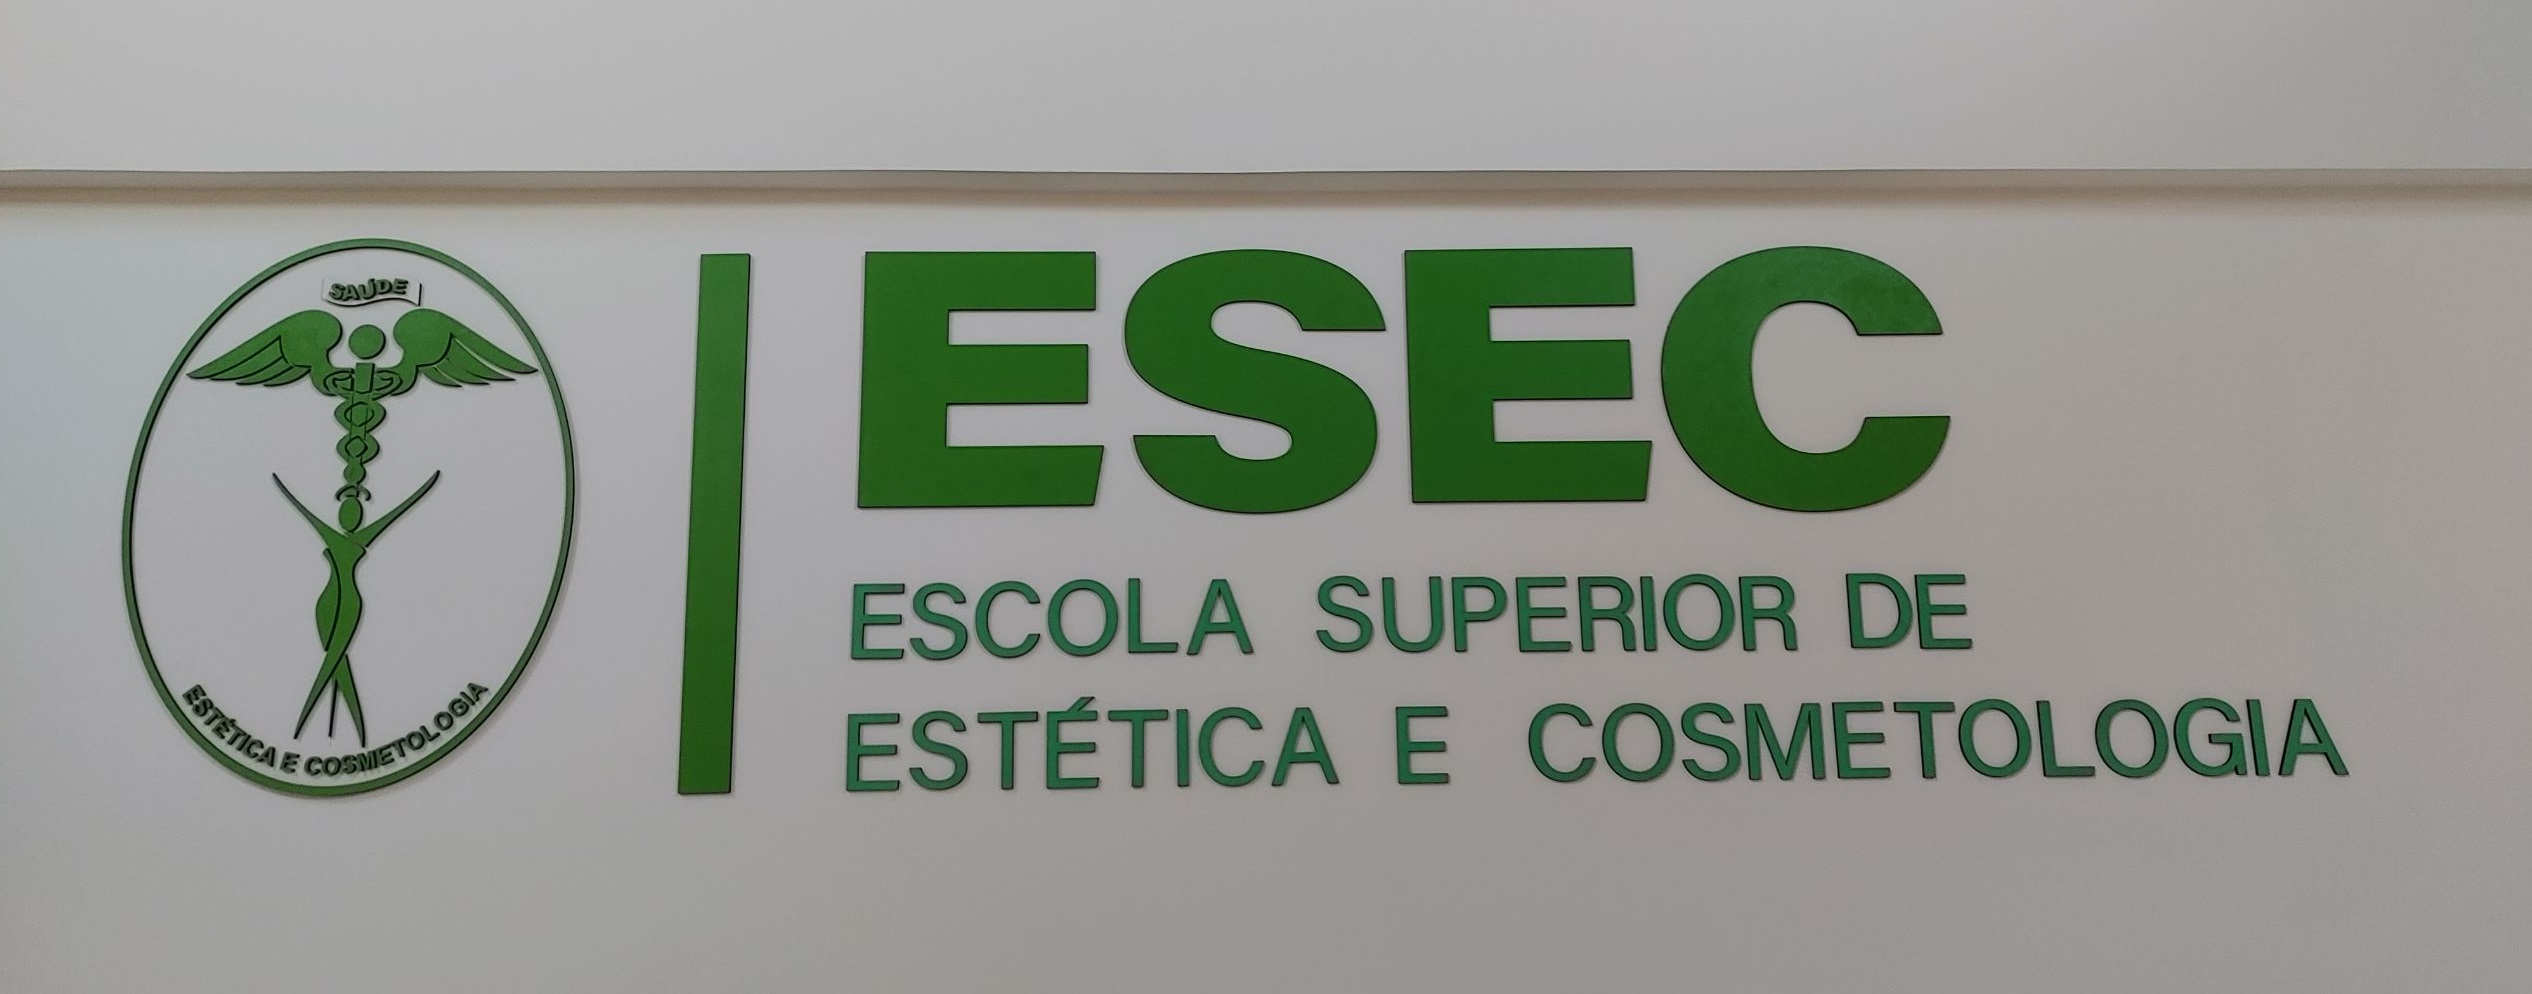 SAÚDE
ESTÉTICA E COSMETOLOGIA
ESEC
ESCOLA SUPERIOR DE
ESTÉTICA E COSMETOLOGIA